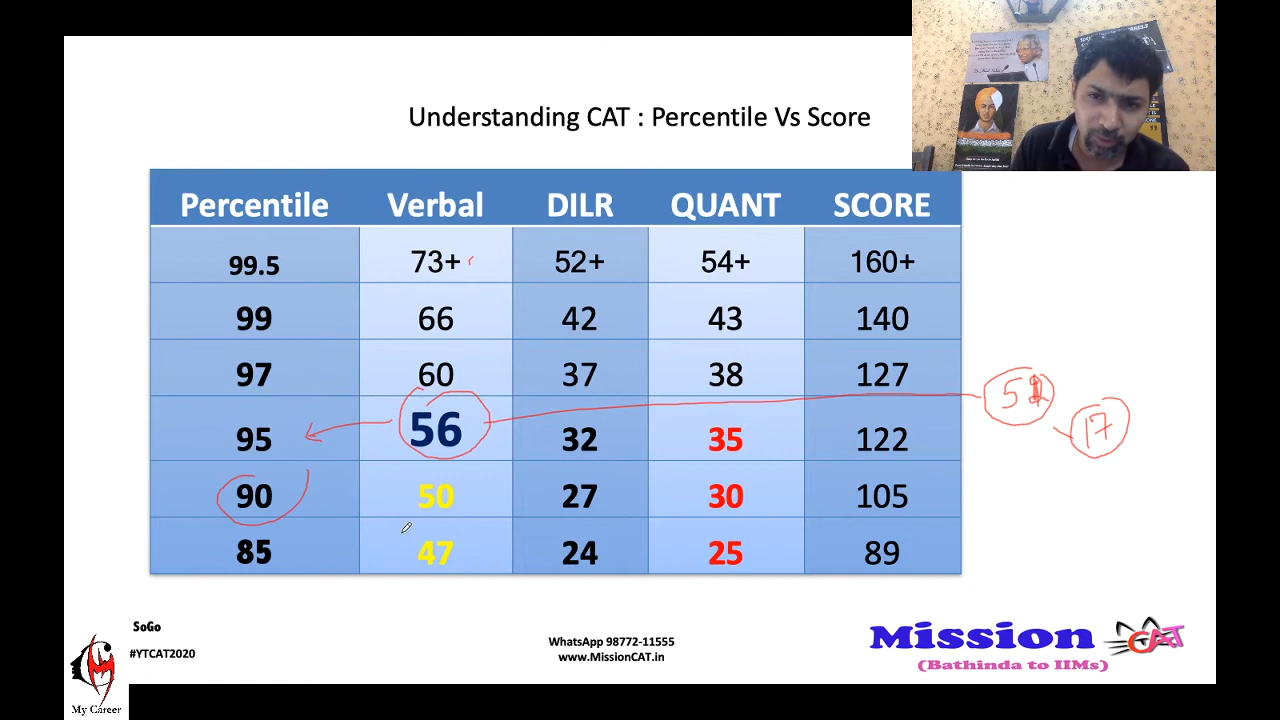 Understanding CAT : Percentile Vs Score
Percentile Verbal DILR QUANT SCORE
99.5 73+ 52+ 54+ 160+
99 66 42 43 140
97 60 37 38 127
95 56 32 35 122
17
90 50 27 30 105
85 47 24 25 89
SoGo
#YTCAT2020
WhatsApp 98772-11555
www.MissionCAT.in
Mission CAT
(Bathinda to IIMs)
My Career